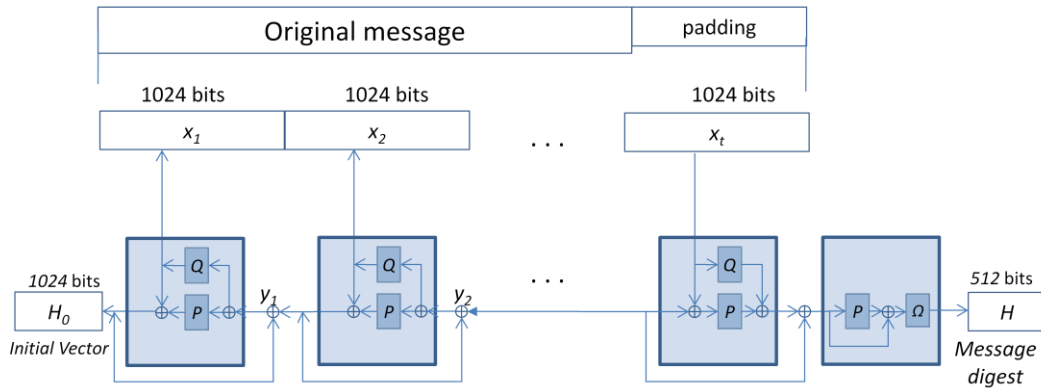 Original message
padding
1024 bits
1024 bits
1024 bits
x1
x2
. . .
xt
Q
Q
Q
. . .
1024 bits
H0
Initial Vector
P
y1
P
y2
P
P
Ω
512 bits
H
Message
digest